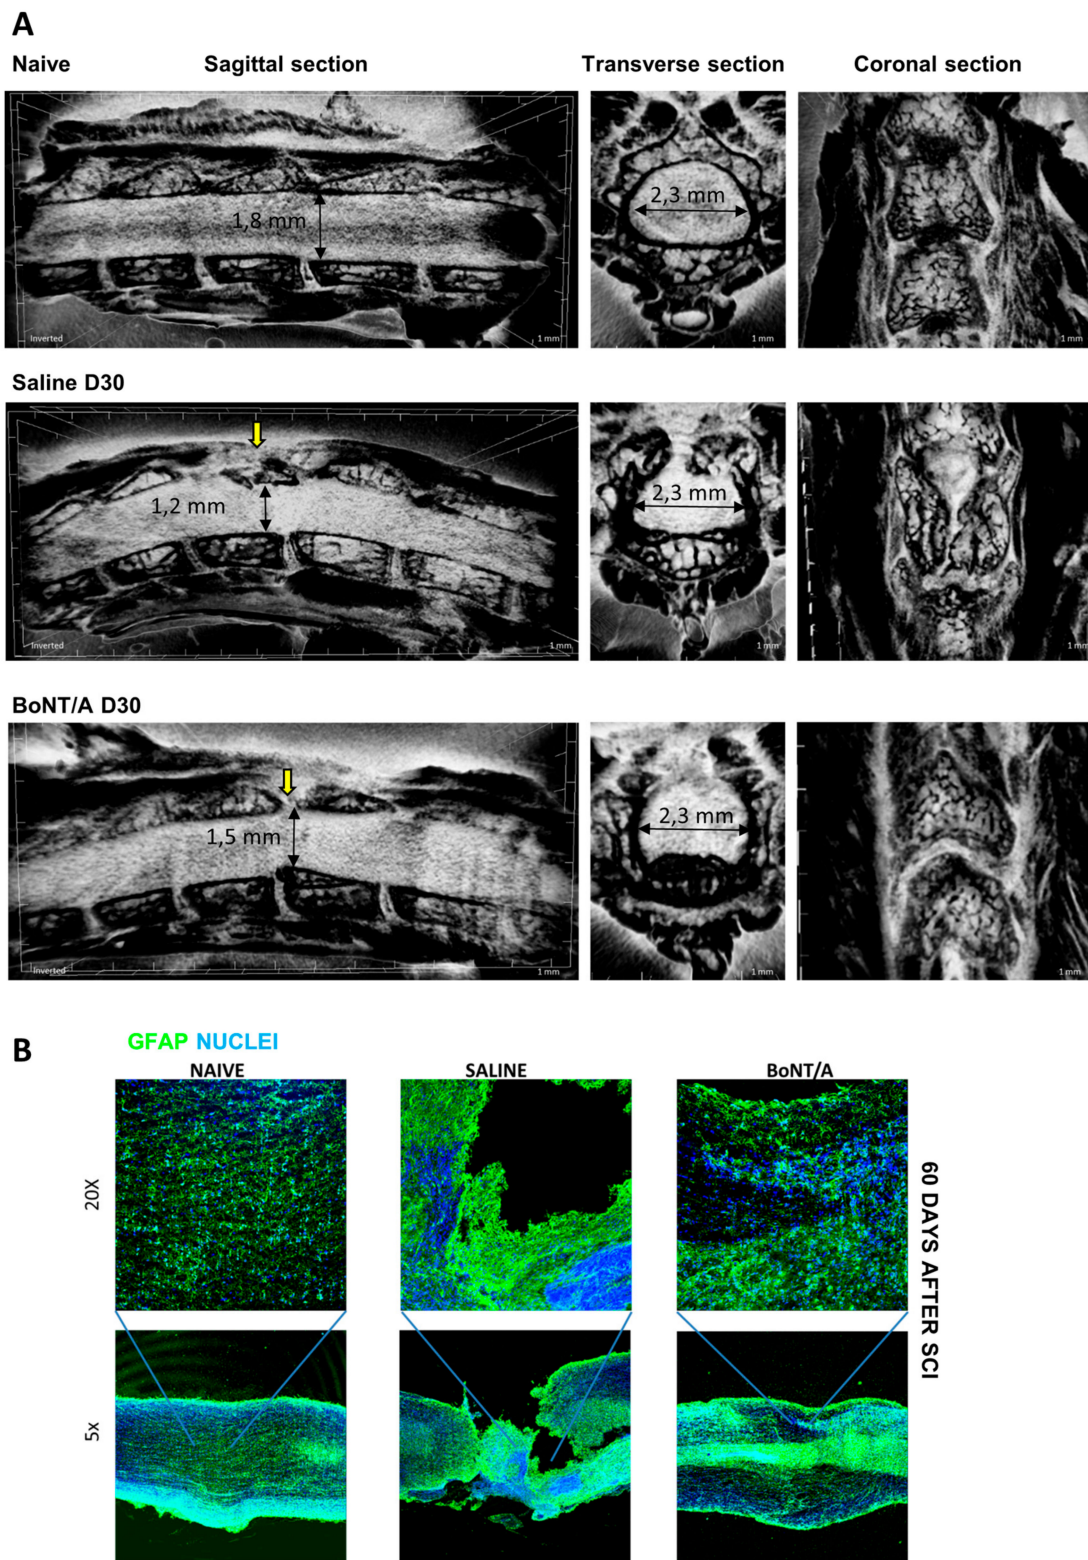 A
Naive Sagittal section Transverse section Coronal section
1,8 mm
2,3 mm
Inverted 1 mm
1 mm
1 mm
Saline D30
1,2 mm
2,3 mm
Inverted 1 mm
1 mm
1 mm
BoNT/A D30
1,5 mm
2,3 mm
Inverted 1 mm
1 mm
1 mm
B
GFAP NUCLEI
NAIVE SALINE BoNT/A
20X
5x
60 DAYS AFTER SCI